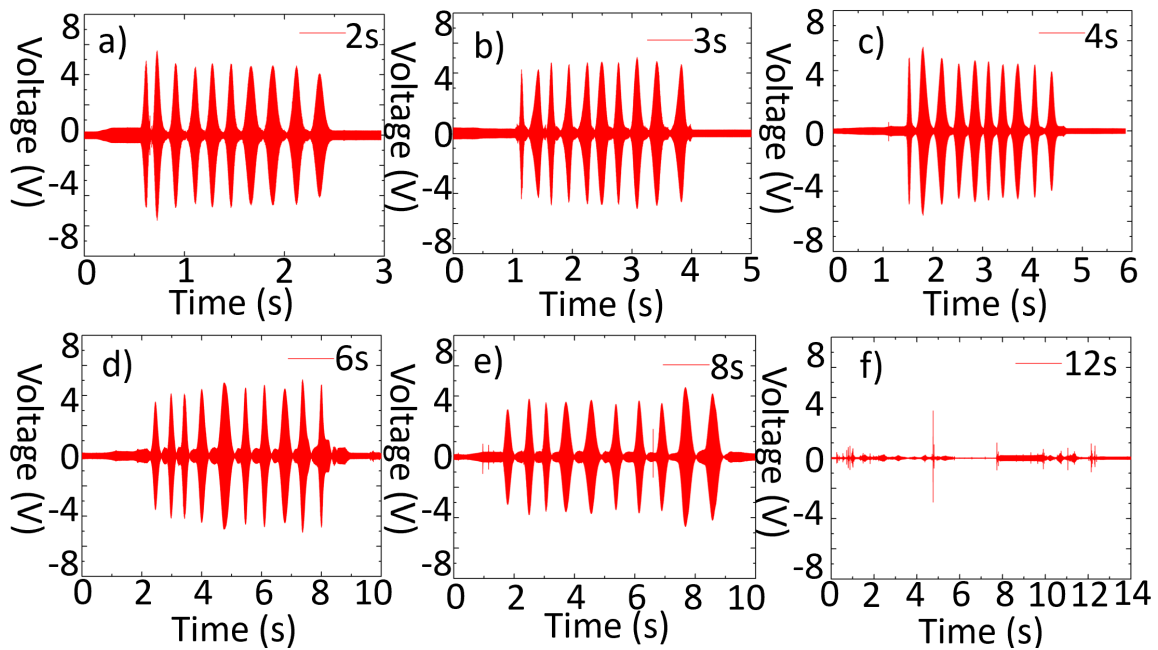 a)
2s
Voltage (V)
8
4
0
-4
-8
0 1 2 3
Time (s)
b)
3s
Voltage (V)
8
4
0
-4
-8
0 1 2 3 4 5
Time (s)
c)
4s
Voltage (V)
8
4
0
-4
-8
0 1 2 3 4 5 6
Time (s)
d)
6s
Voltage (V)
8
4
0
-4
-8
0 2 4 6 8 10
Time (s)
e)
8s
Voltage (V)
8
4
0
-4
-8
0 2 4 6 8 10
Time (s)
f)
12s
Voltage (V)
8
4
0
-4
-8
0 2 4 6 8 10 12 14
Time (s)